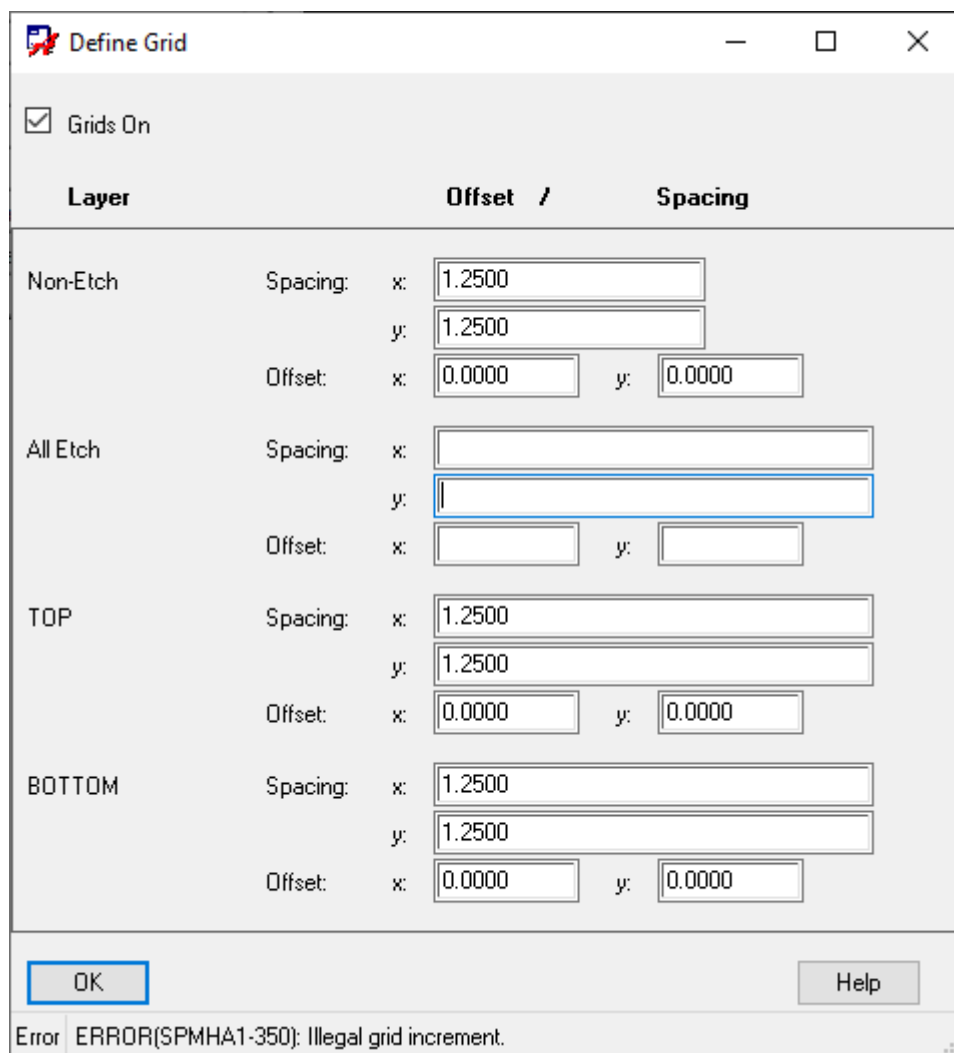 Define Grid
Grids On
Layer Offset / Spacing
Non-Etch Spacing: x: 1.2500
y: 1.2500
Offset: x: 0.0000 y: 0.0000
All Etch Spacing: x:
y:
Offset: x: y:
TOP Spacing: x: 1.2500
y: 1.2500
Offset: x: 0.0000 y: 0.0000
BOTTOM Spacing: x: 1.2500
y: 1.2500
Offset: x: 0.0000 y: 0.0000
OK Help
Error ERROR(SPMHA1-350): Illegal grid increment.